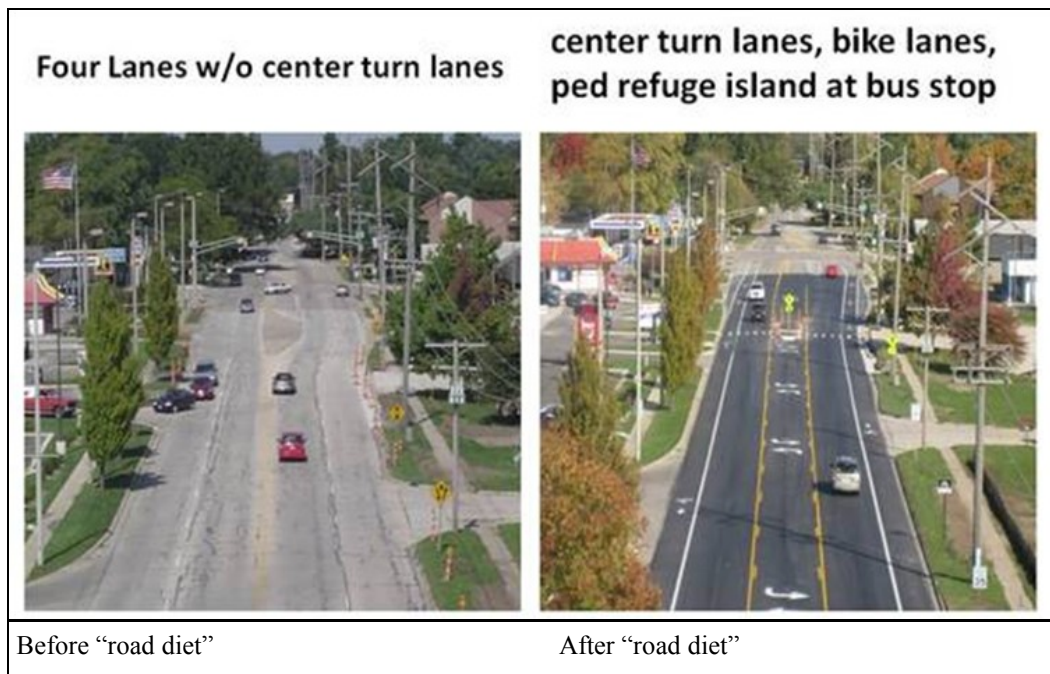 Four Lanes w/o center turn lanes
center turn lanes, bike lanes,
ped refuge island at bus stop
Before “road diet”
After “road diet”